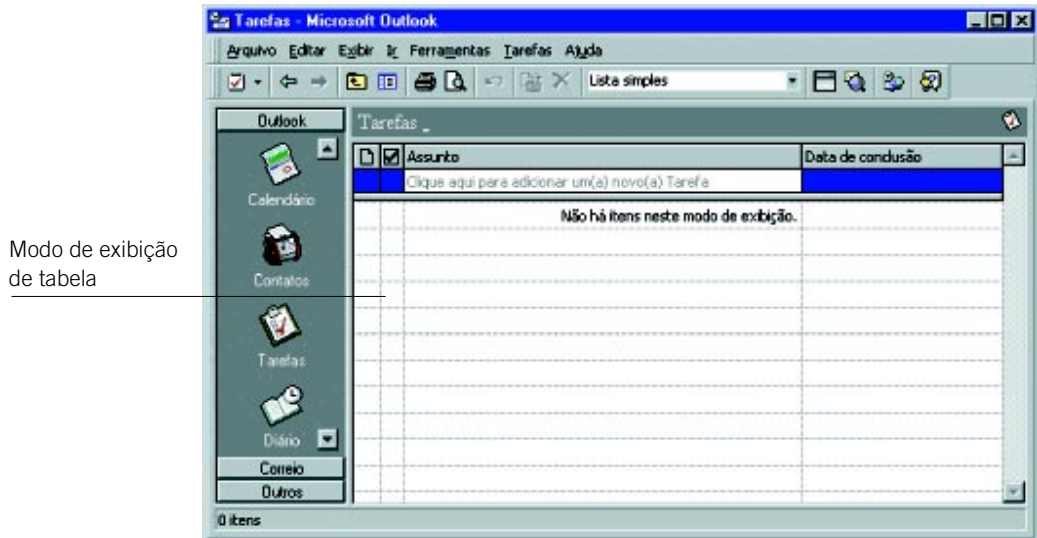 Tarefas - Microsoft Outlook
Arquivo Editar Exibir Ir Ferramentas Tarefas Ajuda
Lista simples
Outlook
Tarefas
Assunto
Data de conclusão
Clique aqui para adicionar um(a) novo(a) Tarefa
Não há itens neste modo de exibição.
Calendário
Modo de exibição
de tabela
Contatos
Tarefas
Diário
Correio
Outros
0 itens